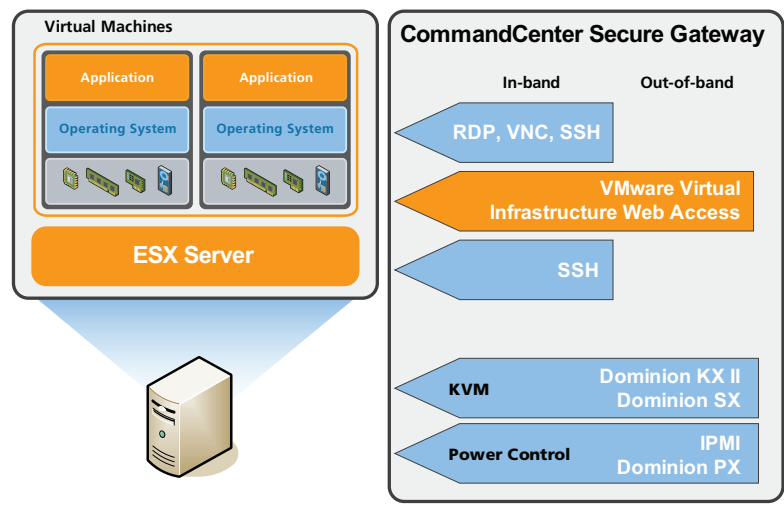 Virtual Machines
Application
Application
Operating System
Operating System
ESX Server
CommandCenter Secure Gateway
In-band
Out-of-band
RDP, VNC, SSH
VMware Virtual
Infrastructure Web Access
SSH
KVM
Dominion KX II
Dominion SX
Power Control
IPMI
Dominion PX